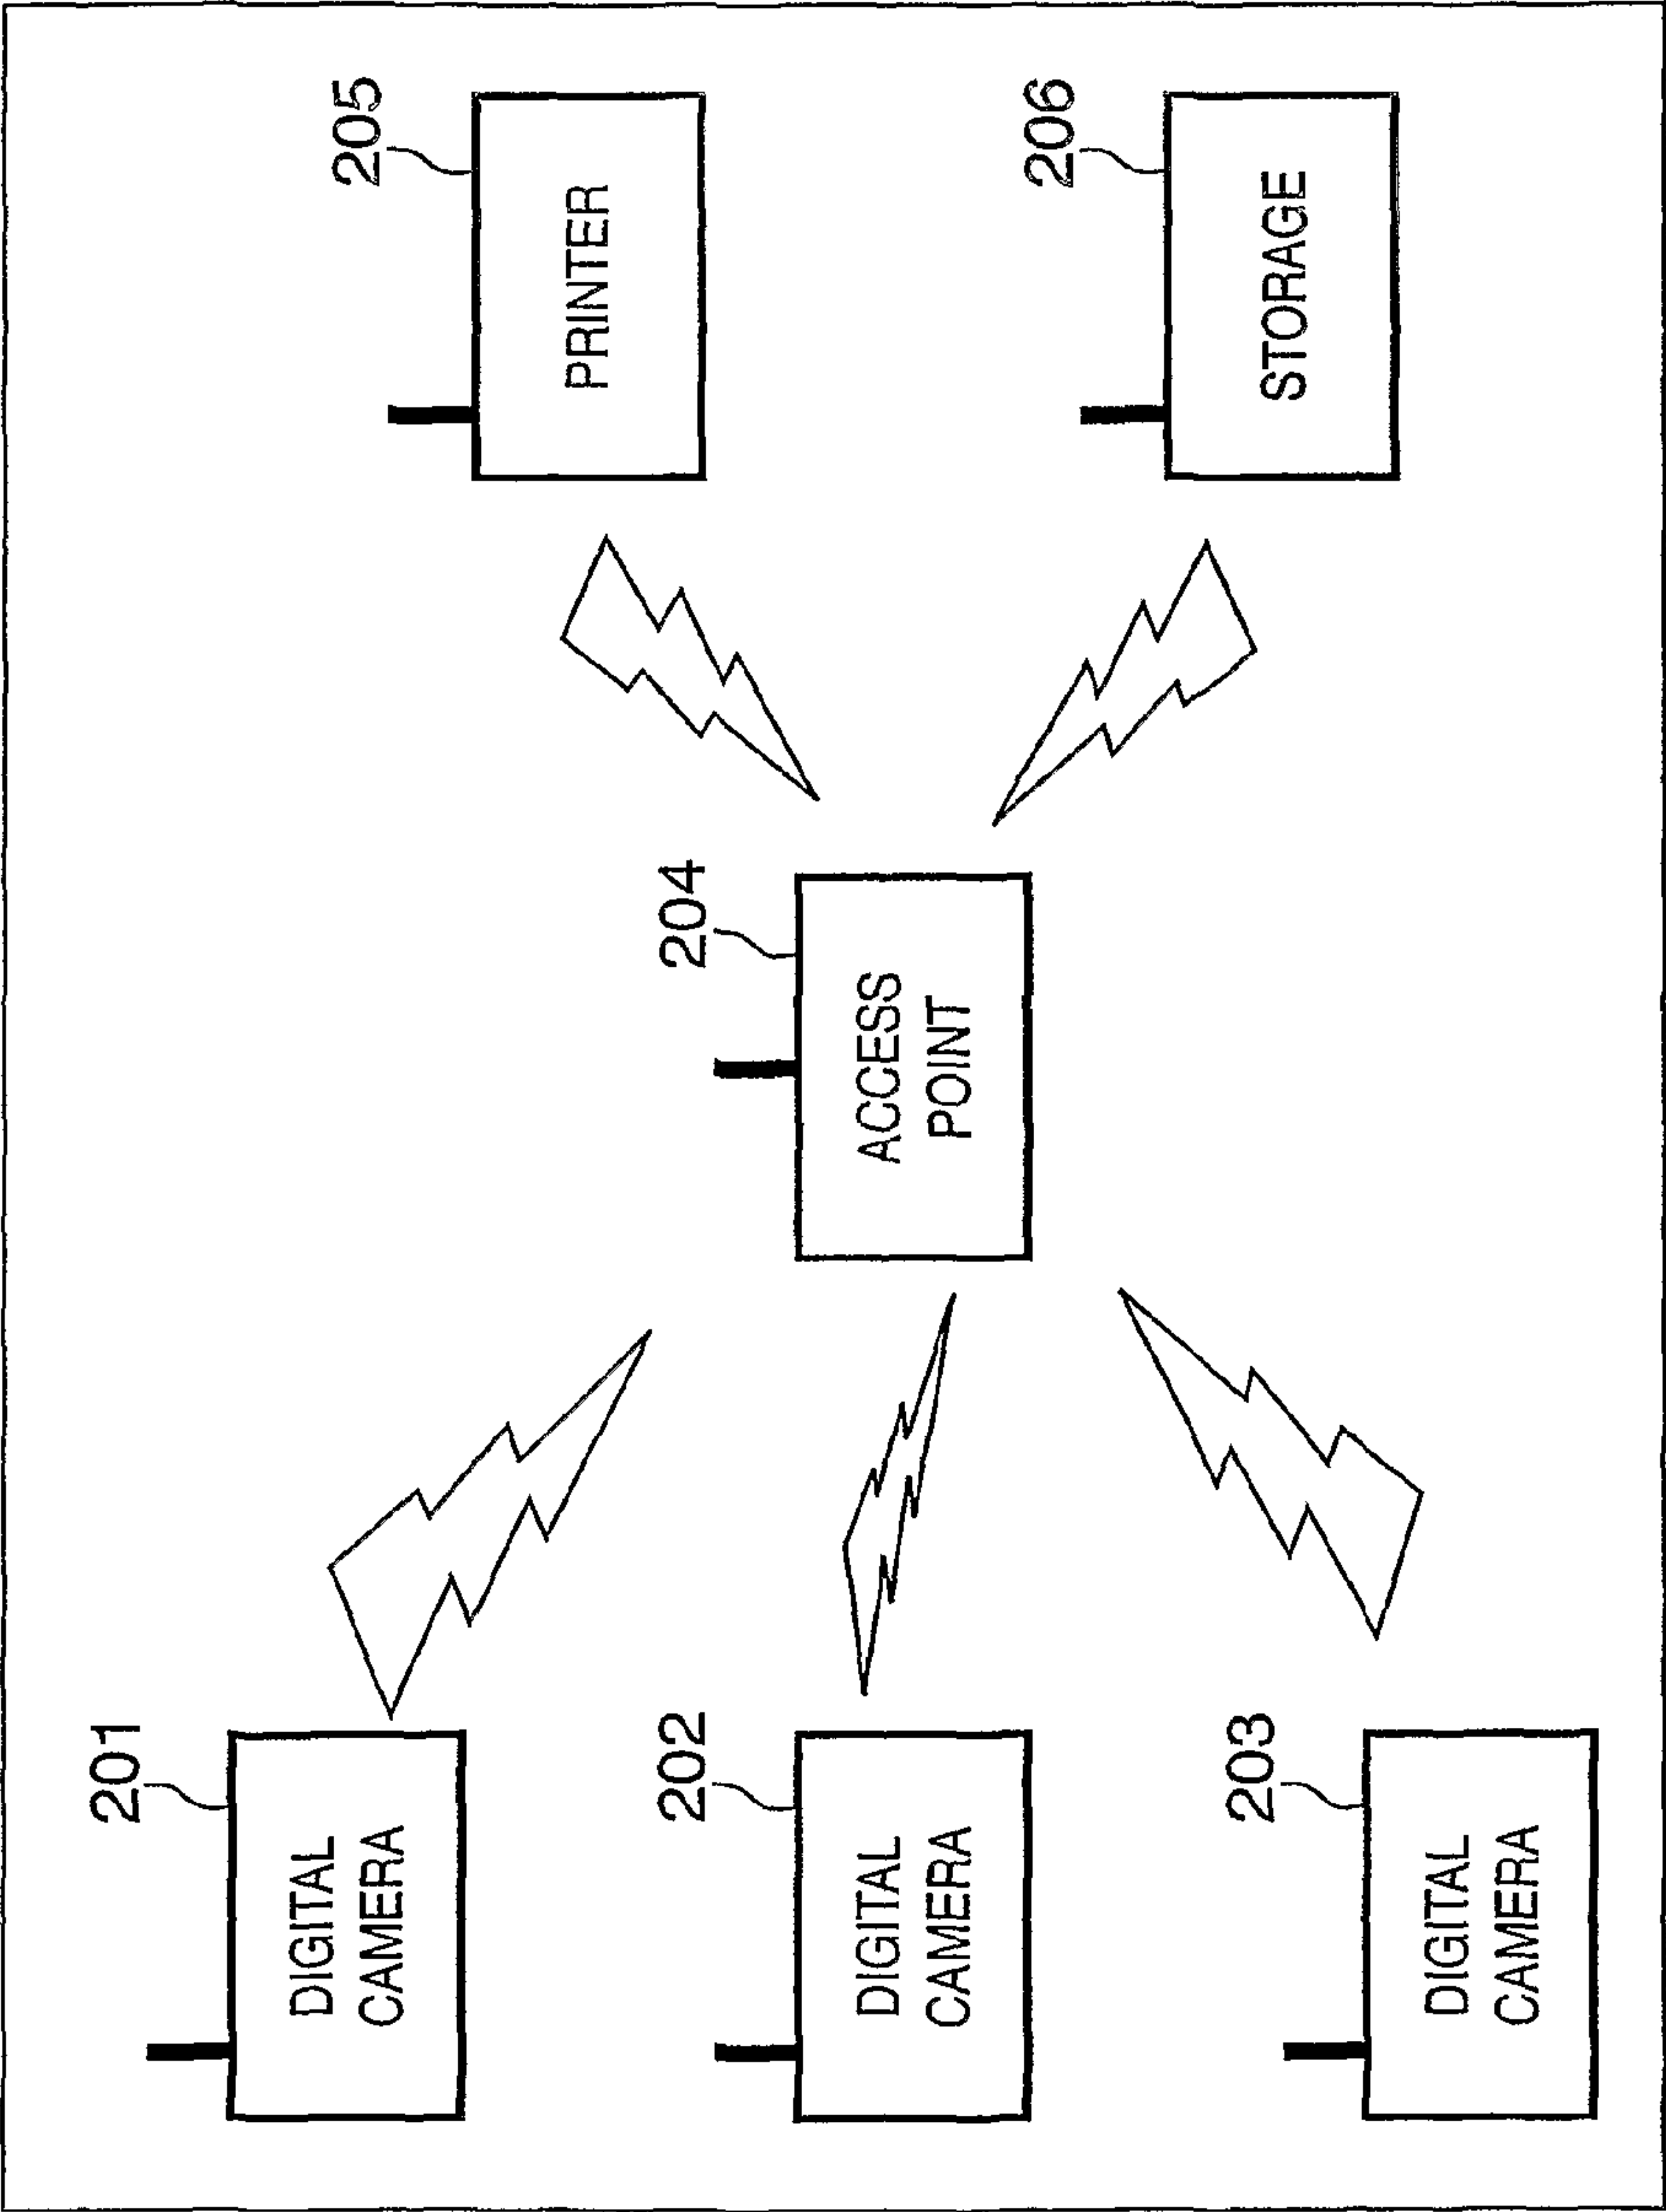 201
DIGITAL
CAMERA
202
DIGITAL
CAMERA
203
DIGITAL
CAMERA
204
ACCESS
POINT
205
PRINTER
206
STORAGE